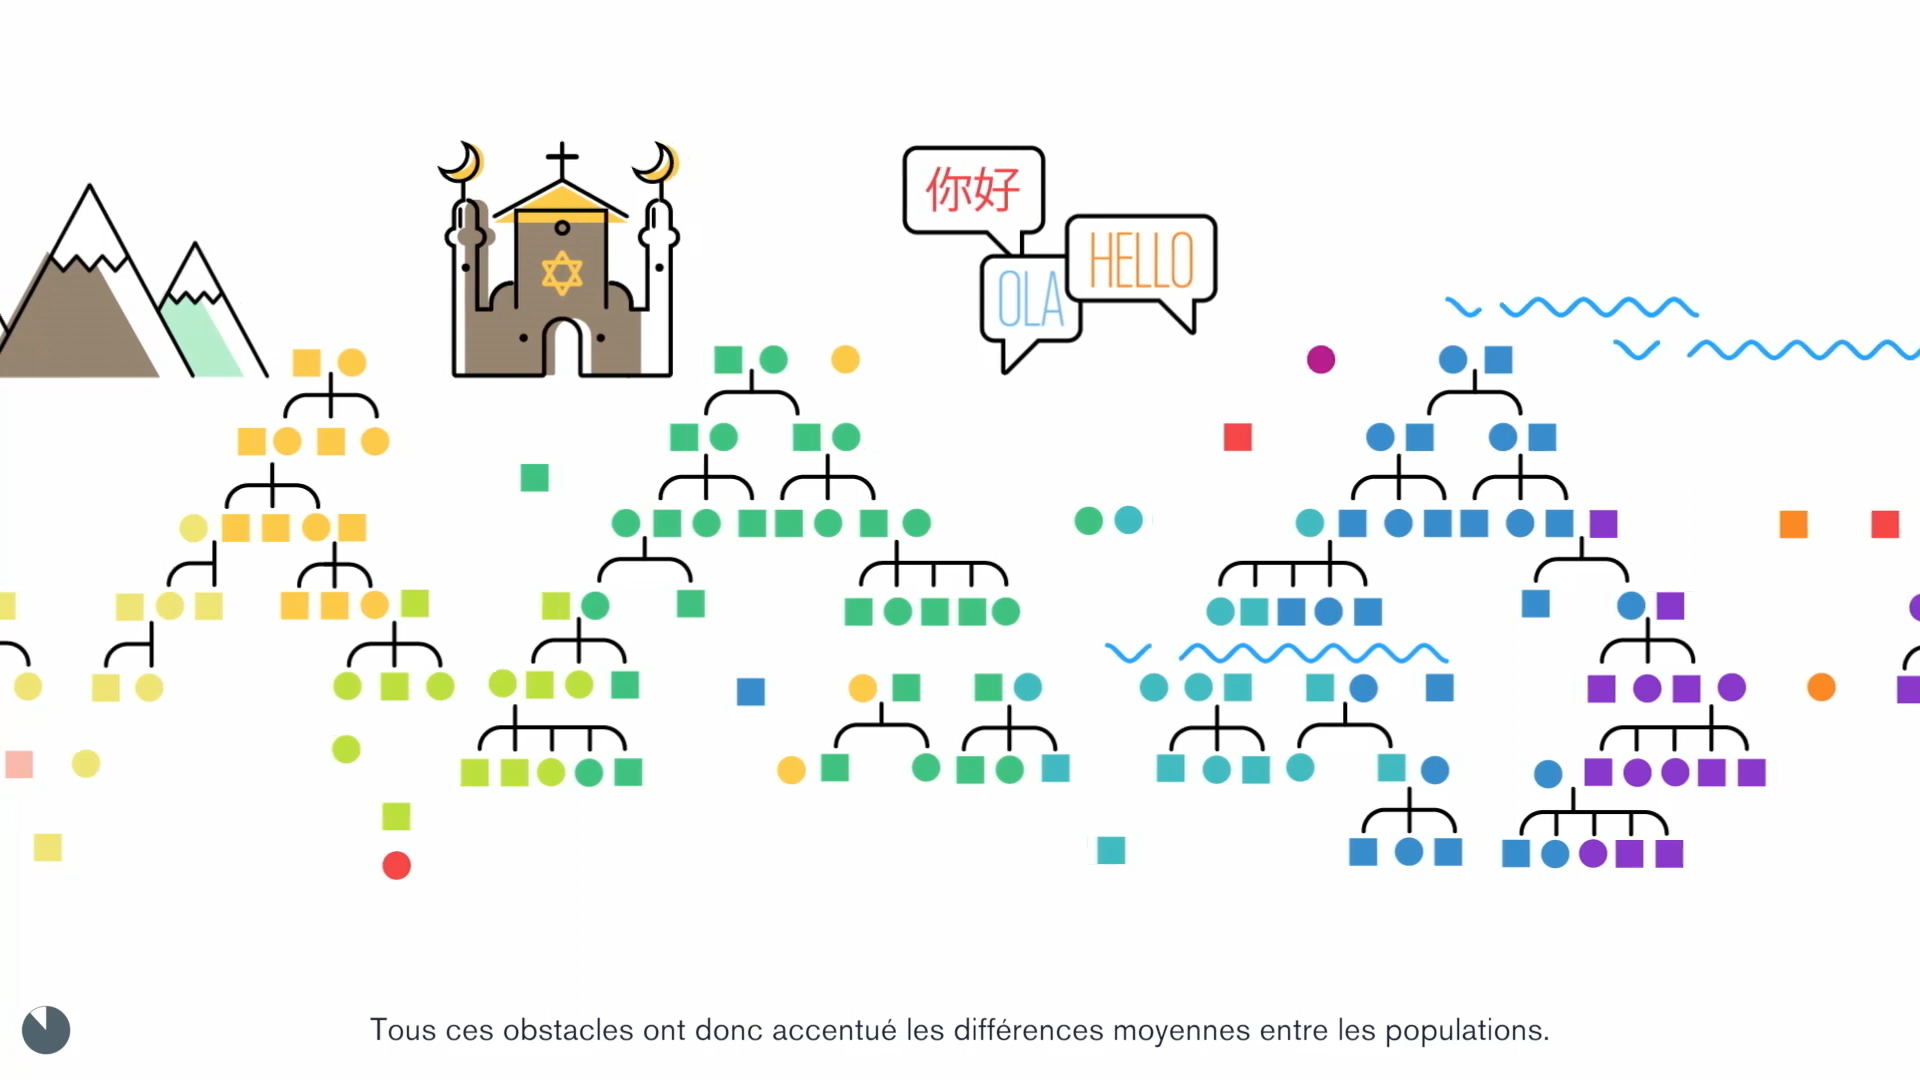 你好
OLA
HELLO
Tous ces obstacles ont donc accentué les différences moyennes entre les populations.